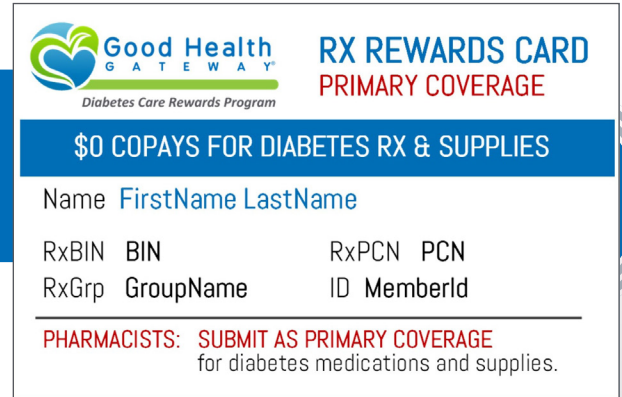 Good Health
GATEWAY®
Diabetes Care Rewards Program
RX REWARDS CARD
PRIMARY COVERAGE
$0 COPAYS FOR DIABETES RX & SUPPLIES
Name FirstName LastName
RxBIN BIN RxPCN PCN
RxGrp GroupName ID MemberId
PHARMACISTS: SUBMIT AS PRIMARY COVERAGE
for diabetes medications and supplies.